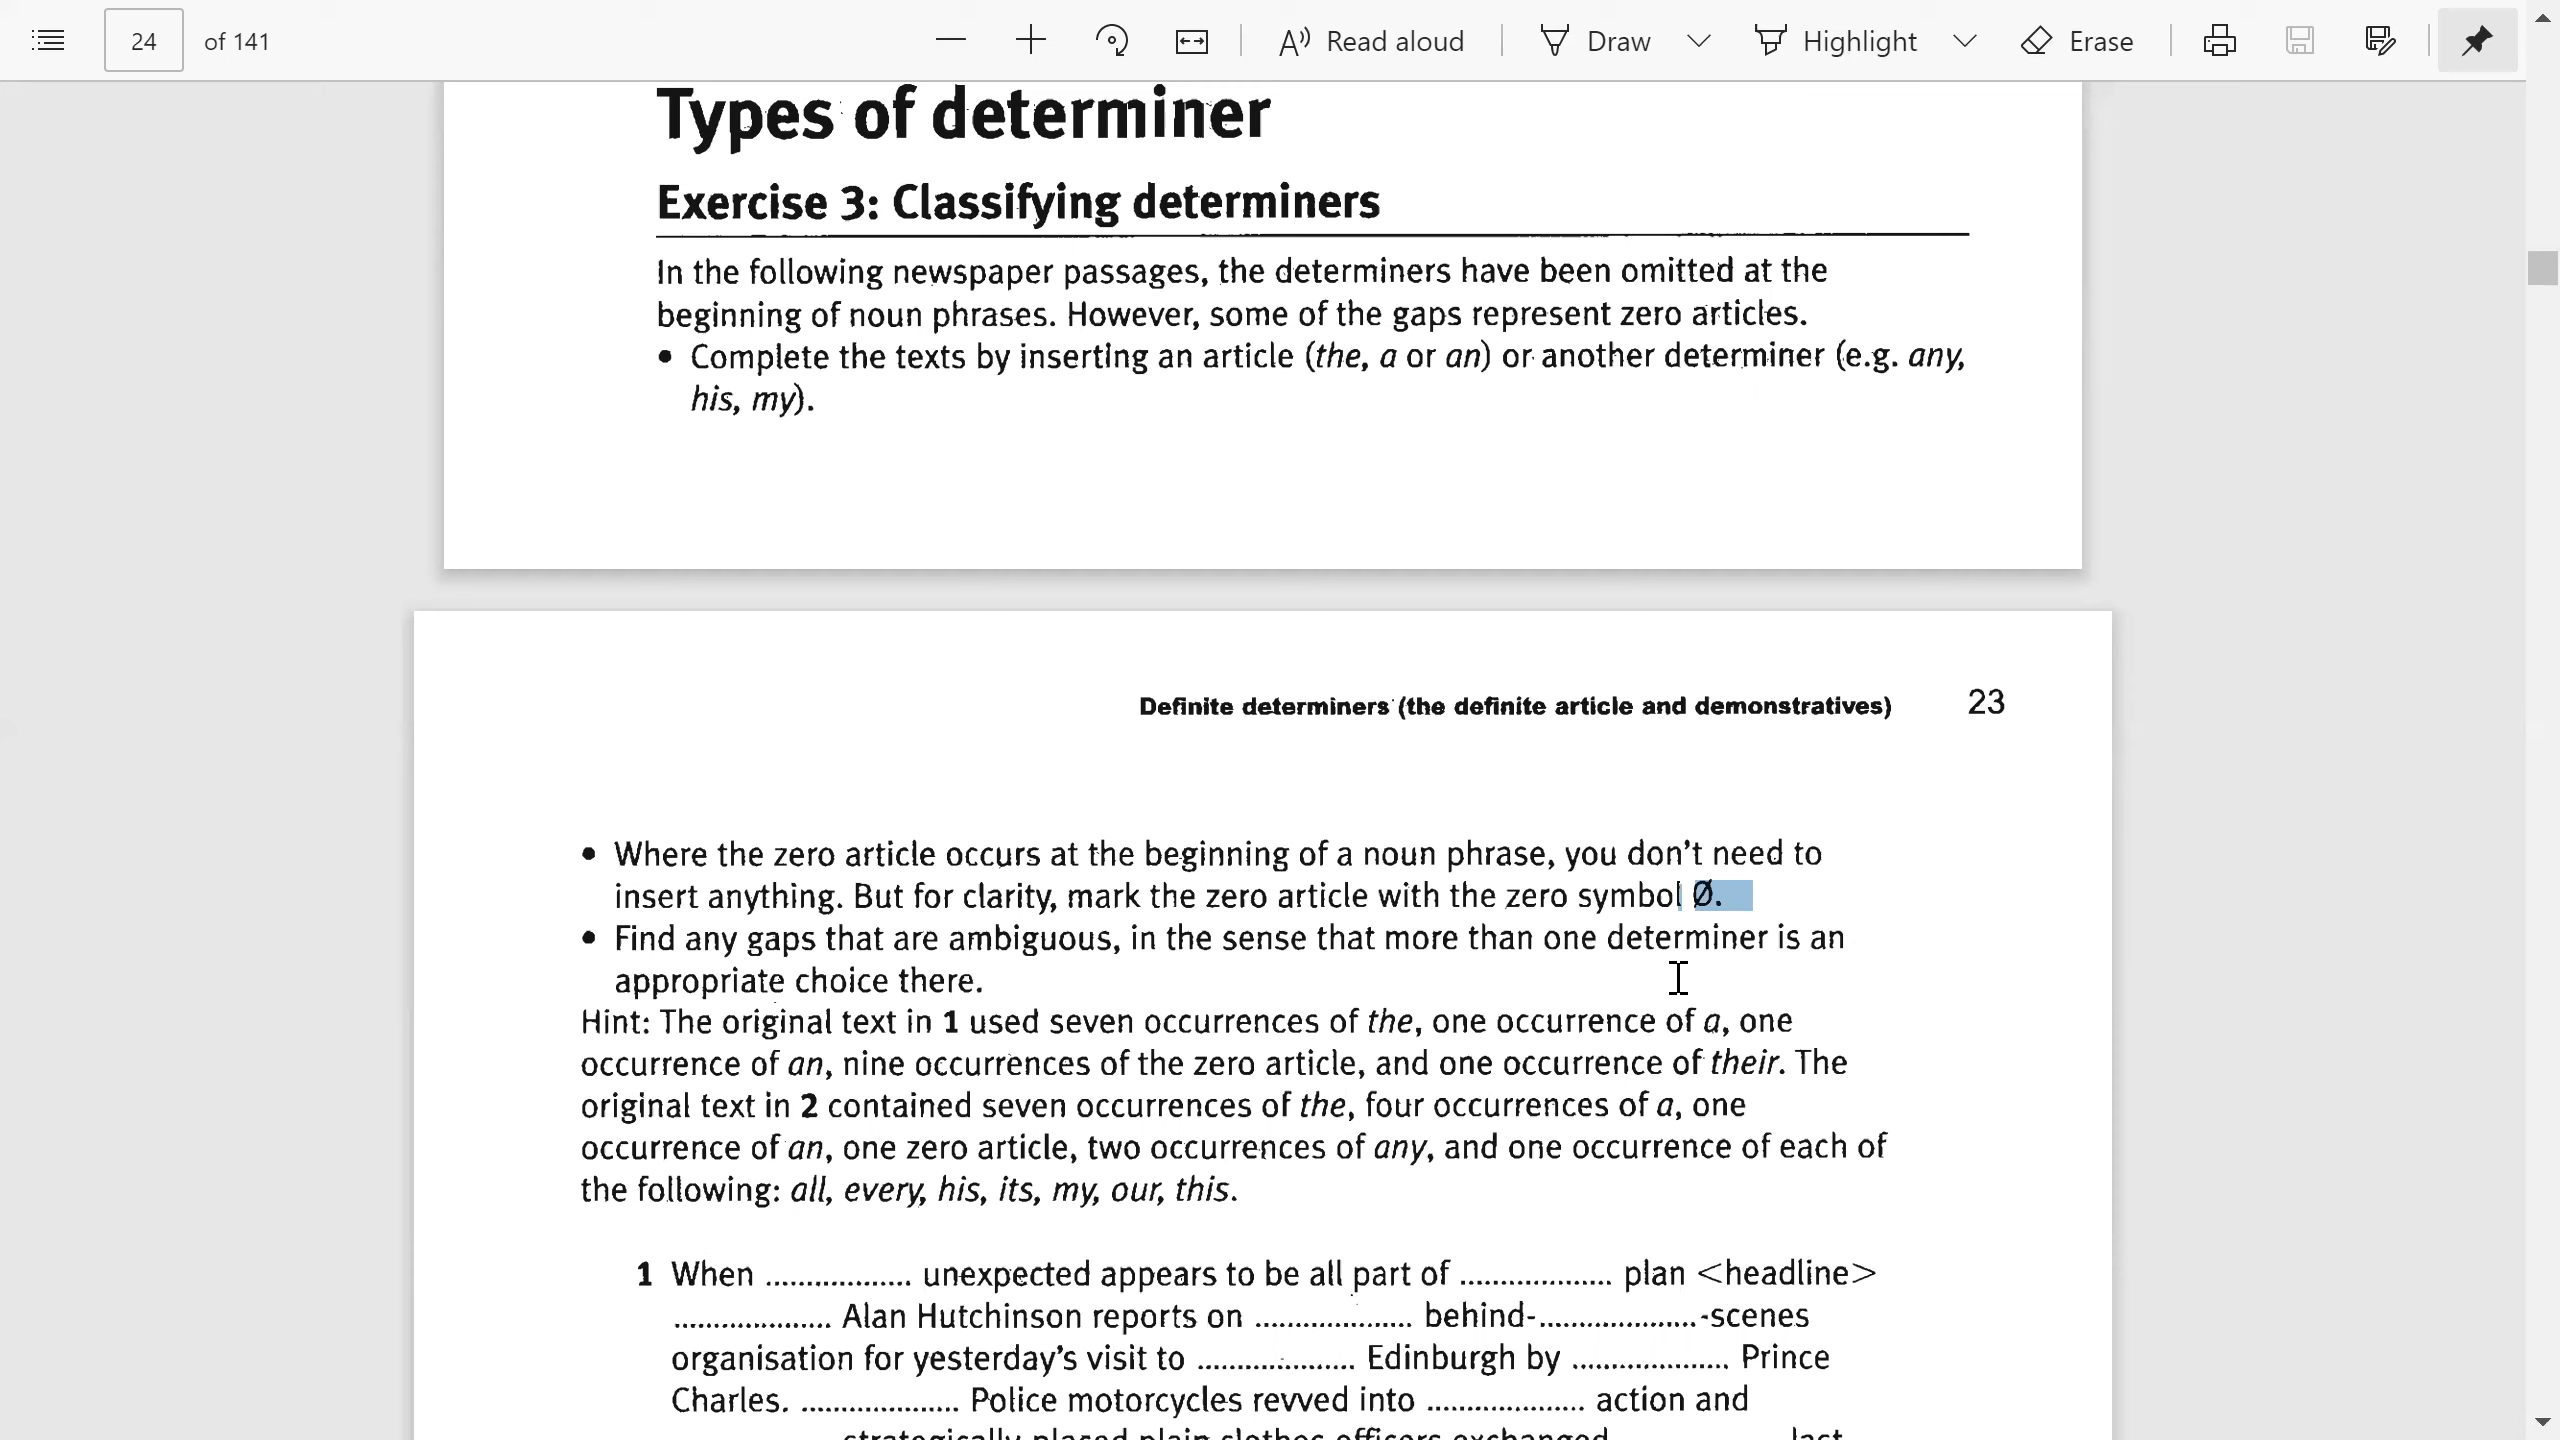 24 of 141 Read aloud Draw Highlight Erase
Types of determiner
Exercise 3: Classifying determiners
In the following newspaper passages, the determiners have been omitted at the
beginning of noun phrases. However, some of the gaps represent zero articles.
• Complete the texts by inserting an article (the, a or an) or another determiner (e.g. any,
his, my).
Definite determiners (the definite article and demonstratives) 23
• Where the zero article occurs at the beginning of a noun phrase, you don't need to
insert anything. But for clarity, mark the zero article with the zero symbol Ø.
• Find any gaps that are ambiguous, in the sense that more than one determiner is an
appropriate choice there.
Hint: The original text in 1 used seven occurrences of the, one occurrence of a, one
occurrence of an, nine occurrences of the zero article, and one occurrence of their. The
original text in 2 contained seven occurrences of the, four occurrences of a, one
occurrence of an, one zero article, two occurrences of any, and one occurrence of each of
the following: all, every, his, its, my, our, this.
1 When .................. unexpected appears to be all part of ................... plan <headline>
.................... Alan Hutchinson reports on .................... behind-....................-scenes
organisation for yesterday's visit to .................... Edinburgh by .................... Prince
Charles. .................... Police motorcycles revved into .................... action and
strategically placed plain clothes officers exchanged last